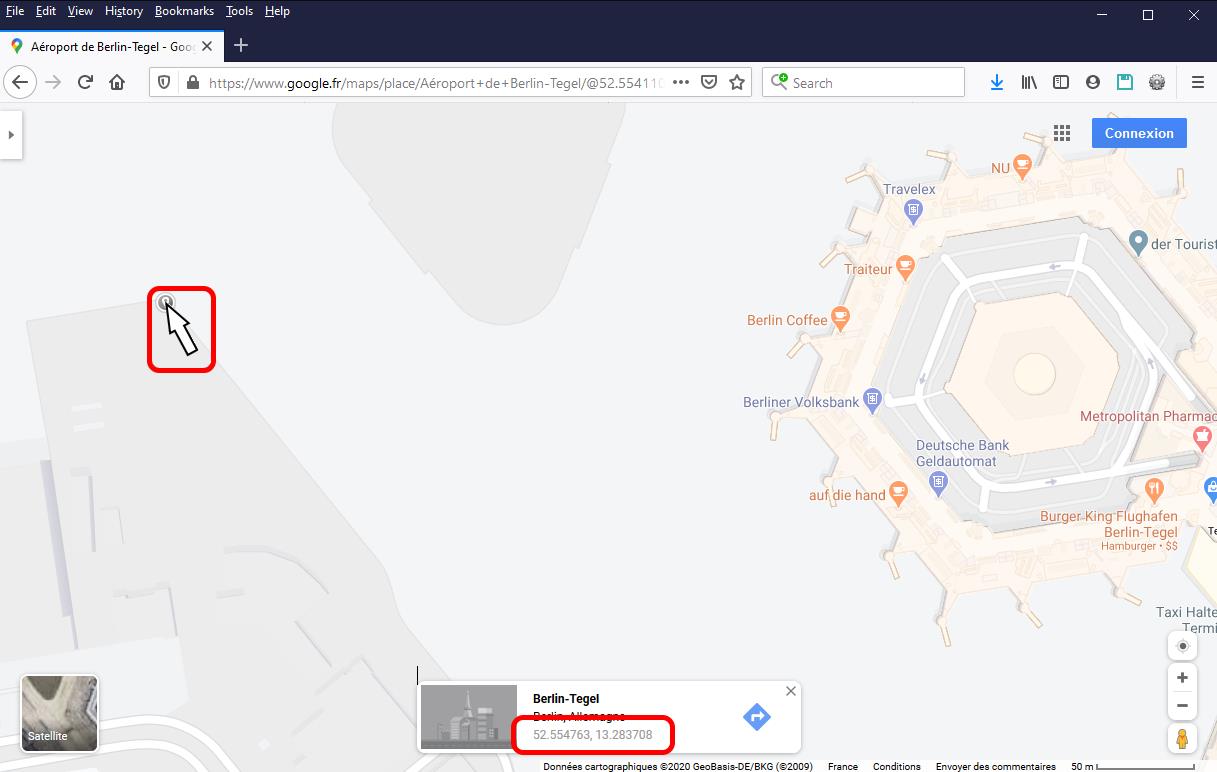 File Edit View History Bookmarks Tools Help
Aéroport de Berlin-Tegel - Goo
https://www.google.fr/maps/place/Aéroport+de+Berlin-Tegel/@52.554110
Search
Connexion
NU
Travelex
der Tourist
Traiteur
Berlin Coffee
Berliner Volksbank
Metropolitan Pharmac
Deutsche Bank
Geldautomat
auf die hand
Burger King Flughafen
Berlin-Tegel
Hamburger • $$
Te
Taxi Halte
Termi
Satellite
Berlin-Tegel
Berlin, Allemagne
52.554763, 13.283708
Données cartographiques ©2020 GeoBasis-DE/BKG (©2009) France Conditions Envoyer des commentaires 50 m